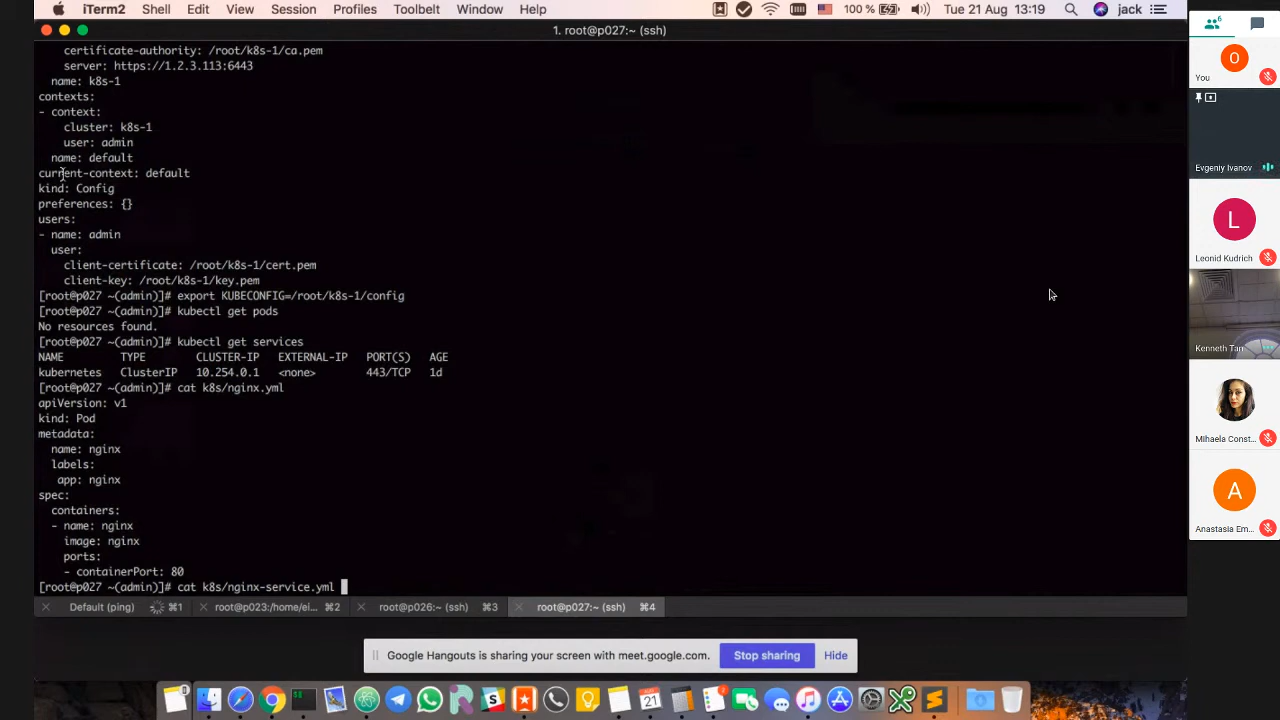 iTerm2 Shell Edit View Session Profiles Toolbelt Window Help 100 % Tue 21 Aug 13:19 jack
1. root@p027:~ (ssh)
certificate-authority: /root/k8s-1/ca.pem
server: https://1.2.3.113:6443
name: k8s-1
contexts:
- context:
cluster: k8s-1
user: admin
name: default
current-context: default
kind: Config
preferences: {}
users:
- name: admin
user:
client-certificate: /root/k8s-1/cert.pem
client-key: /root/k8s-1/key.pem
[root@p027 ~(admin)]# export KUBECONFIG=/root/k8s-1/config
[root@p027 ~(admin)]# kubectl get pods
No resources found.
[root@p027 ~(admin)]# kubectl get services
NAME TYPE CLUSTER-IP EXTERNAL-IP PORT(S) AGE
kubernetes ClusterIP 10.254.0.1 <none> 443/TCP 1d
[root@p027 ~(admin)]# cat k8s/nginx.yml
apiVersion: v1
kind: Pod
metadata:
name: nginx
labels:
app: nginx
spec:
containers:
- name: nginx
image: nginx
ports:
- containerPort: 80
[root@p027 ~(admin)]# cat k8s/nginx-service.yml
Default (ping) ⌘1 root@p023:/home/ei... ⌘2 root@p026:~ (ssh) ⌘3 root@p027:~ (ssh) ⌘4
Google Hangouts is sharing your screen with meet.google.com. Stop sharing Hide
6
O
You
Evgeniy Ivanov
L
Leonid Kudrich
Kenneth Tan
Mihaela Const...
A
Anastasia Em...